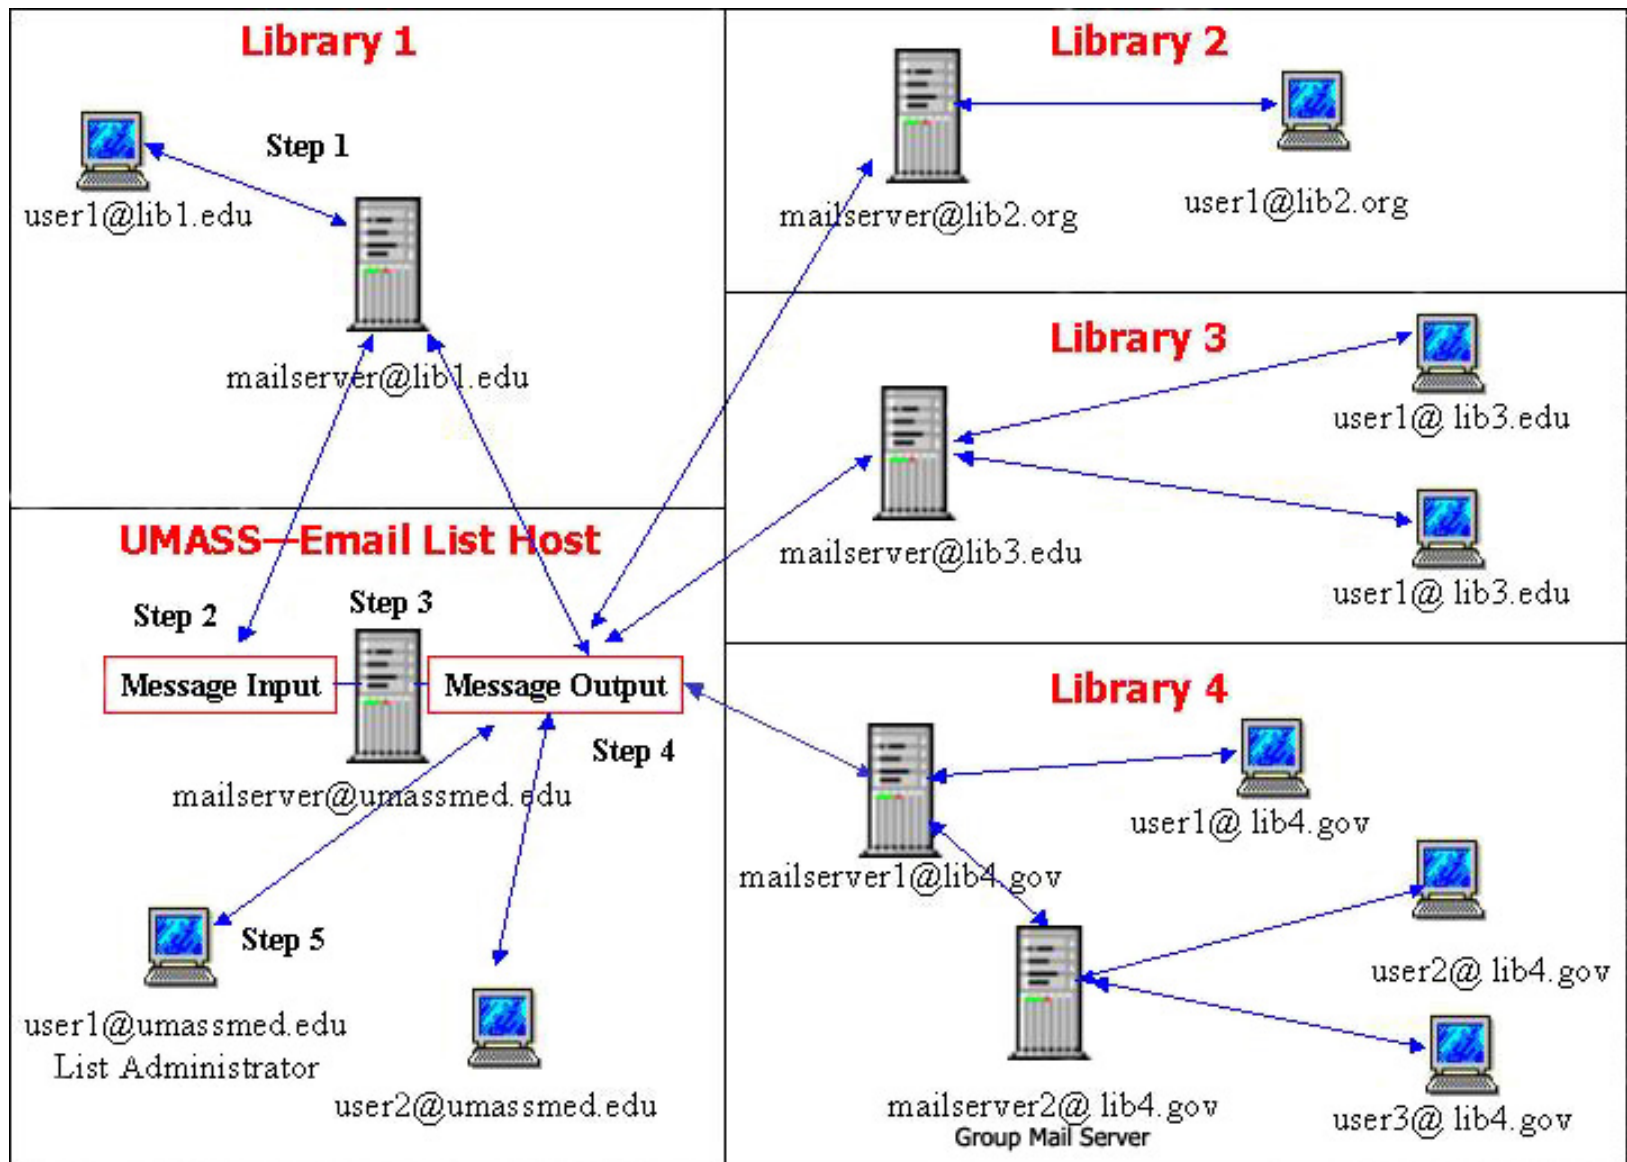 Library 1
Step 1
user1@lib1.edu
mailserver@lib1.edu
UMASS—Email List Host
Step 2
Step 3
Message Input
Message Output
Step 4
mailserver@umassmed.edu
Step 5
user1@umassmed.edu
List Administrator
user2@umassmed.edu
Library 2
mailserver@lib2.org
user1@lib2.org
Library 3
user1@ lib3.edu
mailserver@lib3.edu
user1@ lib3.edu
Library 4
user1@ lib4.gov
mailserver1@lib4.gov
user2@ lib4.gov
mailserver2@ lib4.gov
Group Mail Server
user3@ lib4.gov